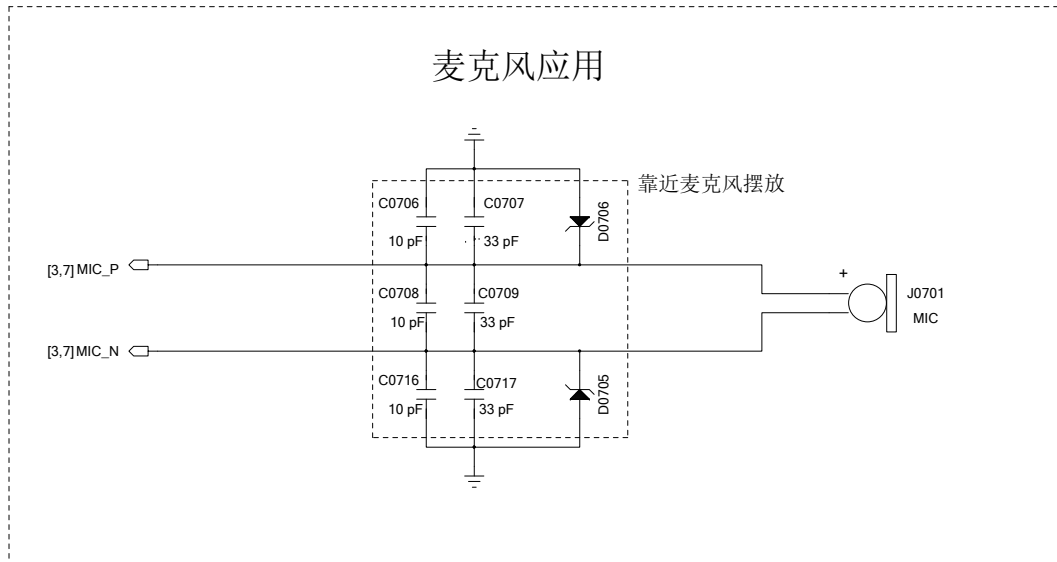 麦克风应用
靠近麦克风摆放
C0706
C0707
10 pF
33 pF
D0706
[3,7] MIC_P
C0708
C0709
10 pF
33 pF
+
J0701
MIC
[3,7] MIC_N
C0716
C0717
10 pF
33 pF
D0705